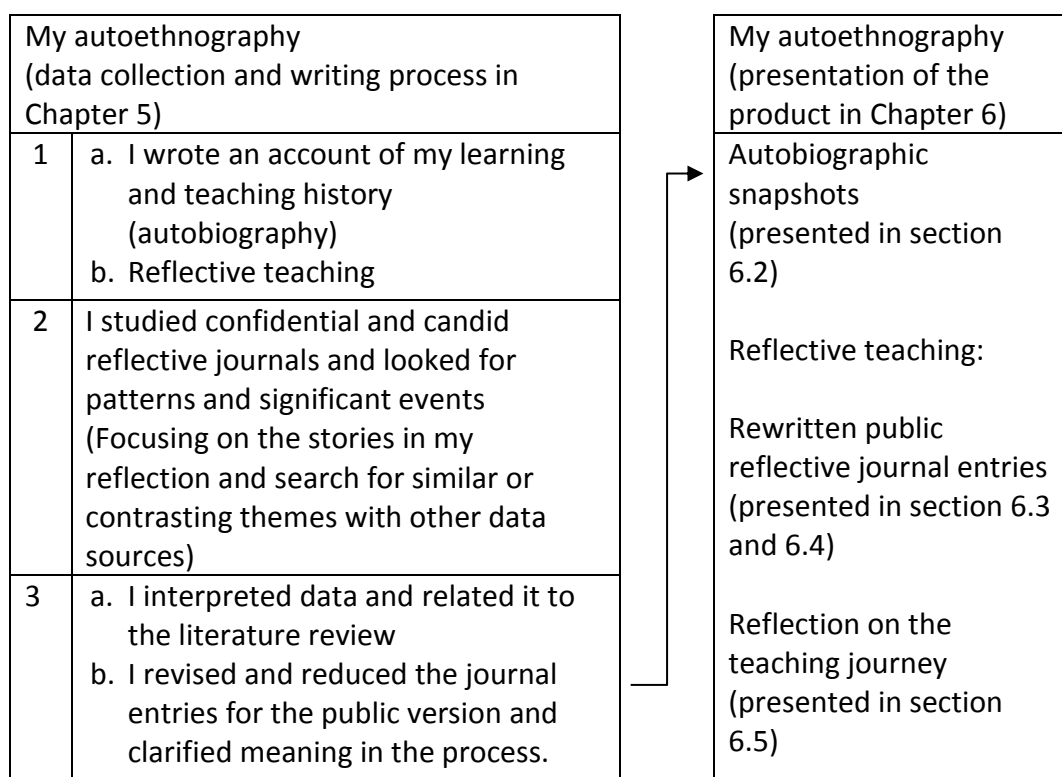 My autoethnography
(data collection and writing process in
Chapter 5)
1
a. I wrote an account of my learning
and teaching history
(autobiography)
b. Reflective teaching
2
I studied confidential and candid
reflective journals and looked for
patterns and significant events
(Focusing on the stories in my
reflection and search for similar or
contrasting themes with other data
sources)
3
a. I interpreted data and related it to
the literature review
b. I revised and reduced the journal
entries for the public version and
clarified meaning in the process.
My autoethnography
(presentation of the
product in Chapter 6)
Autobiographic
snapshots
(presented in section
6.2)
Reflective teaching:
Rewritten public
reflective journal entries
(presented in section 6.3
and 6.4)
Reflection on the
teaching journey
(presented in section
6.5)